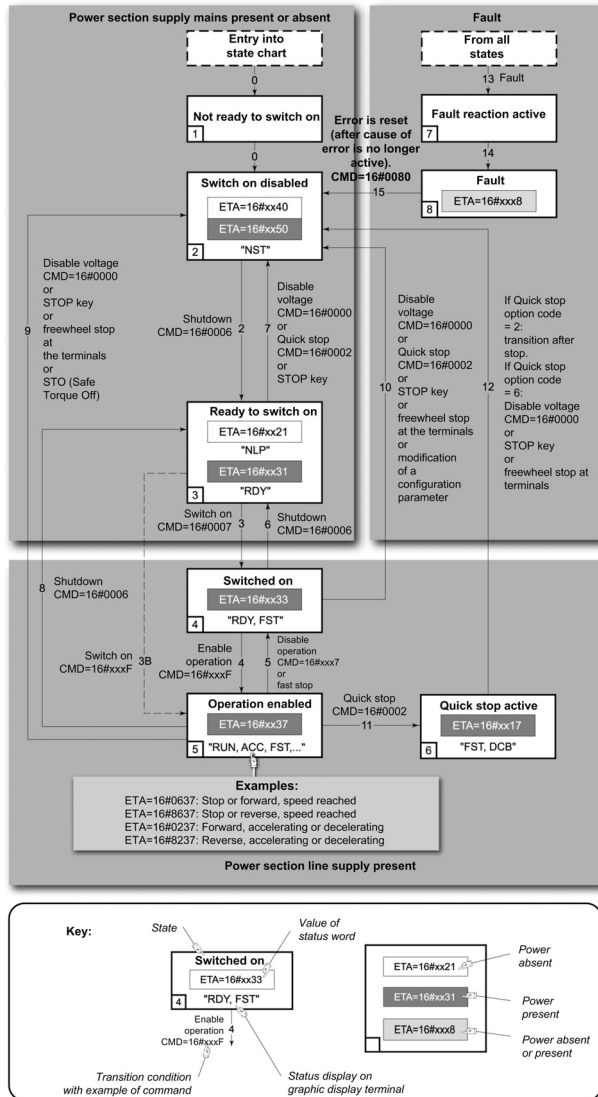 Power section supply mains present or absent
Entry into
state chart
0
Not ready to switch on
1
0
Switch on disabled
ETA=16#xx40
ETA=16#xx50
2
"NST"
Fault
From all
states
13 Fault
Fault reaction active
7
14
Fault
ETA=16#xxx8
8
Error is reset
(after cause of
error is no longer
active).
CMD=16#0080
15
9
Disable voltage
CMD=16#0000
or
STOP key
or
freewheel stop
at
the terminals
or
STO (Safe
Torque Off)
Shutdown
CMD=16#0006
2
7
Disable
voltage
CMD=16#0000
or
Quick stop
CMD=16#0002
or
STOP key
10
Disable
voltage
CMD=16#0000
or
Quick stop
CMD=16#0002
or
STOP key
or
freewheel stop
at the terminals
or
modification
of a
configuration
parameter
12
If Quick stop
option code
= 2:
transition after
stop.
If Quick stop
option code
= 6:
Disable voltage
CMD=16#0000
or
STOP key
or
freewheel stop at
terminals
Ready to switch on
ETA=16#xx21
"NLP"
ETA=16#xx31
3
"RDY"
Switch on
CMD=16#0007
3
6
Shutdown
CMD=16#0006
8
Shutdown
CMD=16#0006
Switched on
ETA=16#xx33
4
"RDY, FST"
Switch on
CMD=16#xxxF
3B
Enable
operation
CMD=16#xxxF
4
5
Disable
operation
CMD=16#xxx7
or
fast stop
Operation enabled
ETA=16#xx37
5
"RUN, ACC, FST,..."
Quick stop
CMD=16#0002
11
Quick stop active
ETA=16#xx17
6
"FST, DCB"
Examples:
ETA=16#0637: Stop or forward, speed reached
ETA=16#8637: Stop or reverse, speed reached
ETA=16#0237: Forward, accelerating or decelerating
ETA=16#8237: Reverse, accelerating or decelerating
Power section line supply present
Key:
State
Value of
status word
Switched on
ETA=16#xx33
4
"RDY, FST"
Enable
operation
CMD=16#xxxF
4
Transition condition
with example of command
Status display on
graphic display terminal
ETA=16#xx21
Power
absent
ETA=16#xx31
Power
present
ETA=16#xxx8
Power absent
or present